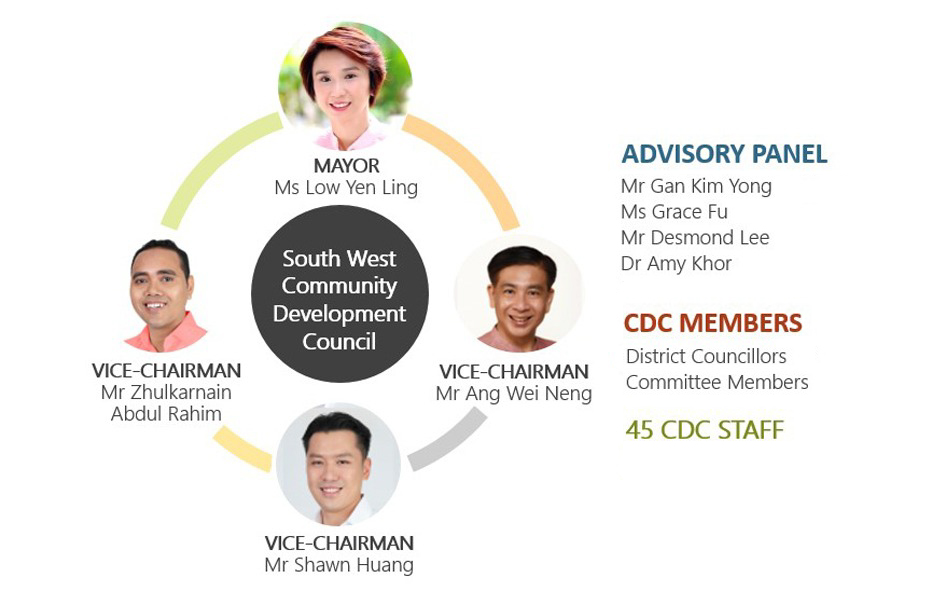 MAYOR
Ms Low Yen Ling
South West
Community
Development
Council
VICE-CHAIRMAN
Mr Zhulkarnain
Abdul Rahim
VICE-CHAIRMAN
Mr Ang Wei Neng
VICE-CHAIRMAN
Mr Shawn Huang
ADVISORY PANEL
Mr Gan Kim Yong
Ms Grace Fu
Mr Desmond Lee
Dr Amy Khor
CDC MEMBERS
District Councillors
Committee Members
45 CDC STAFF